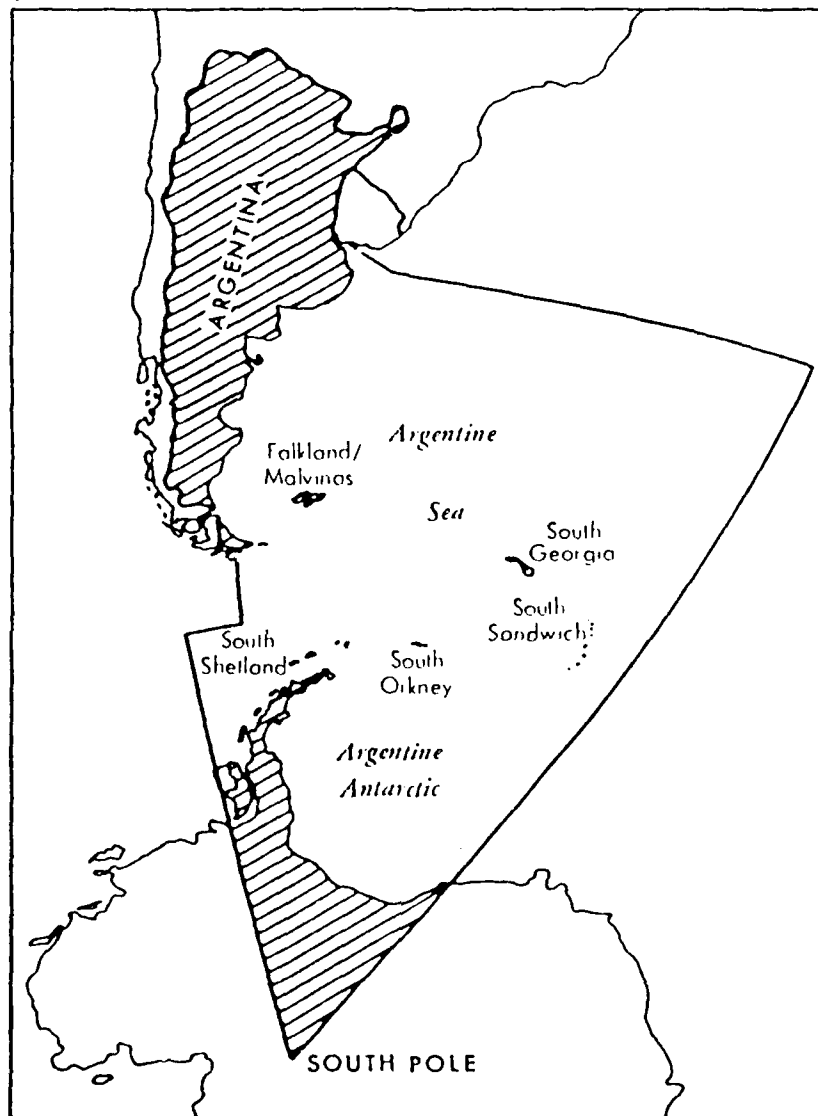 ARGENTINA
Argentine
Falkland/
Malvinas
Sea
South
Georgia
South
Sandwich
South
Shetland
South
Orkney
Argentine
Antarctic
SOUTH POLE